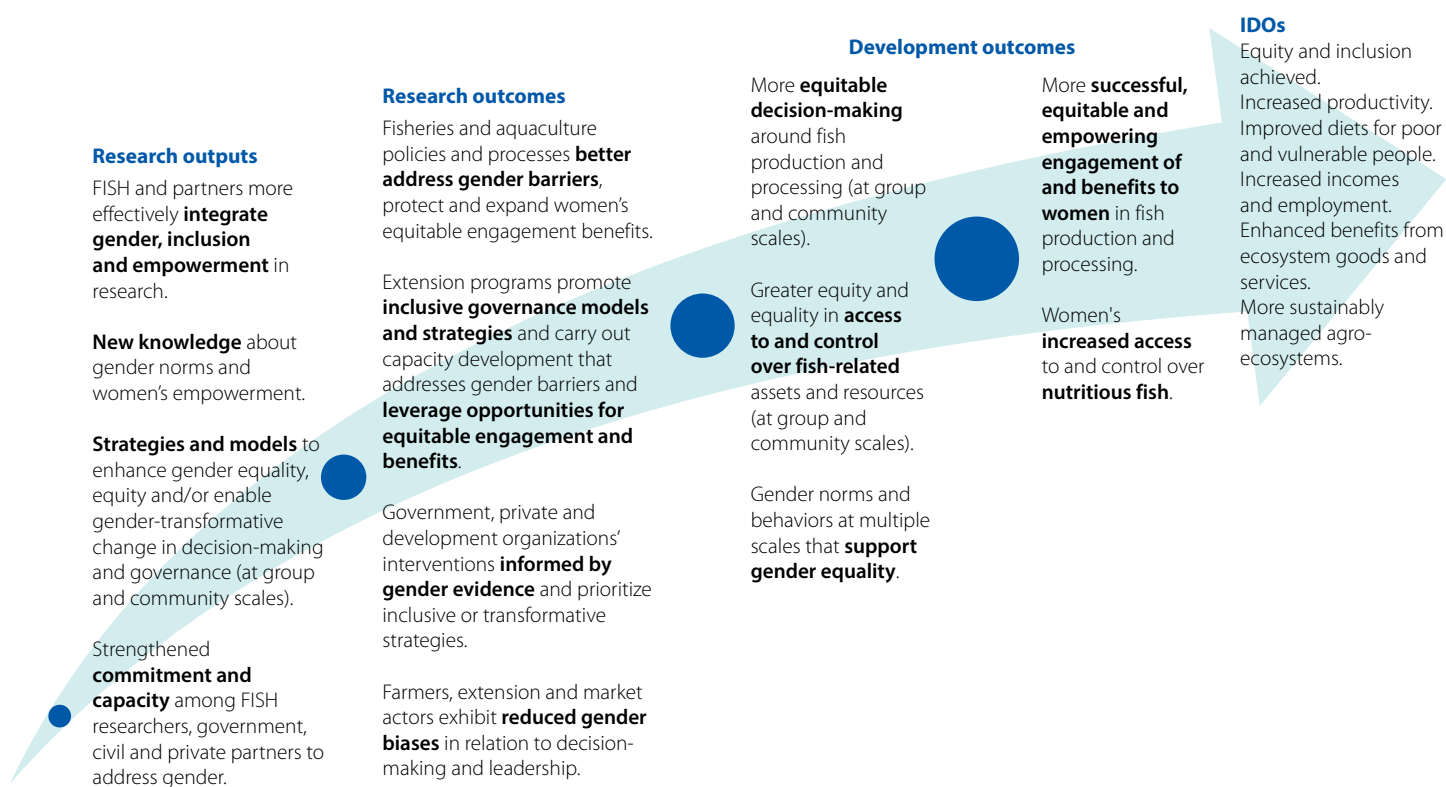 Research outputs
FISH and partners more
effectively integrate
gender, inclusion
and empowerment in
research.
New knowledge about
gender norms and
women’s empowerment.
Strategies and models to
enhance gender equality,
equity and/or enable
gender-transformative
change in decision-making
and governance (at group
and community scales).
Strengthened
commitment and
capacity among FISH
researchers, government,
civil and private partners to
address gender.
Research outcomes
Fisheries and aquaculture
policies and processes better
address gender barriers,
protect and expand women’s
equitable engagement benefits.
Extension programs promote
inclusive governance models
and strategies and carry out
capacity development that
addresses gender barriers and
leverage opportunities for
equitable engagement and
benefits.
Government, private and
development organizations’
interventions informed by
gender evidence and prioritize
inclusive or transformative
strategies.
Farmers, extension and market
actors exhibit reduced gender
biases in relation to decision-
making and leadership.
Development outcomes
More equitable
decision-making
around fish
production and
processing (at group
and community
scales).
Greater equity and
equality in access
to and control
over fish-related
assets and resources
(at group and
community scales).
Gender norms and
behaviors at multiple
scales that support
gender equality.
More successful,
equitable and
empowering
engagement of
and benefits to
women in fish
production and
processing.
Women's
increased access
to and control over
nutritious fish.
IDOs
Equity and inclusion
achieved.
Increased productivity.
Improved diets for poor
and vulnerable people.
Increased incomes
and employment.
Enhanced benefits from
ecosystem goods and
services.
More sustainably
managed agro-
ecosystems.